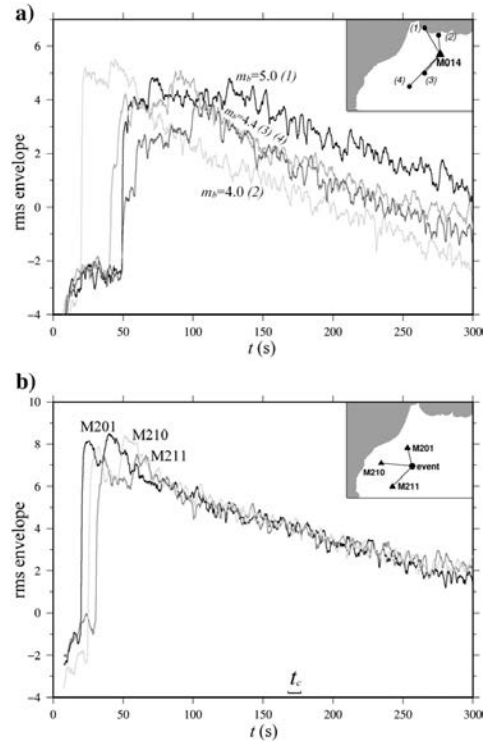 a)
rms envelope
6
4
2
0
−2
−4
0
50
100
150
200
250
300
t (s)
m_b=5.0 (1)
m_b=4.4 (3) (4)
m_b=4.0 (2)
(1)
(2)
M014
(3)
(4)
b)
rms envelope
10
8
6
4
2
0
−2
−4
0
50
100
150
200
250
300
t (s)
M201
M210
M211
t_c
M201
M210
event
M211